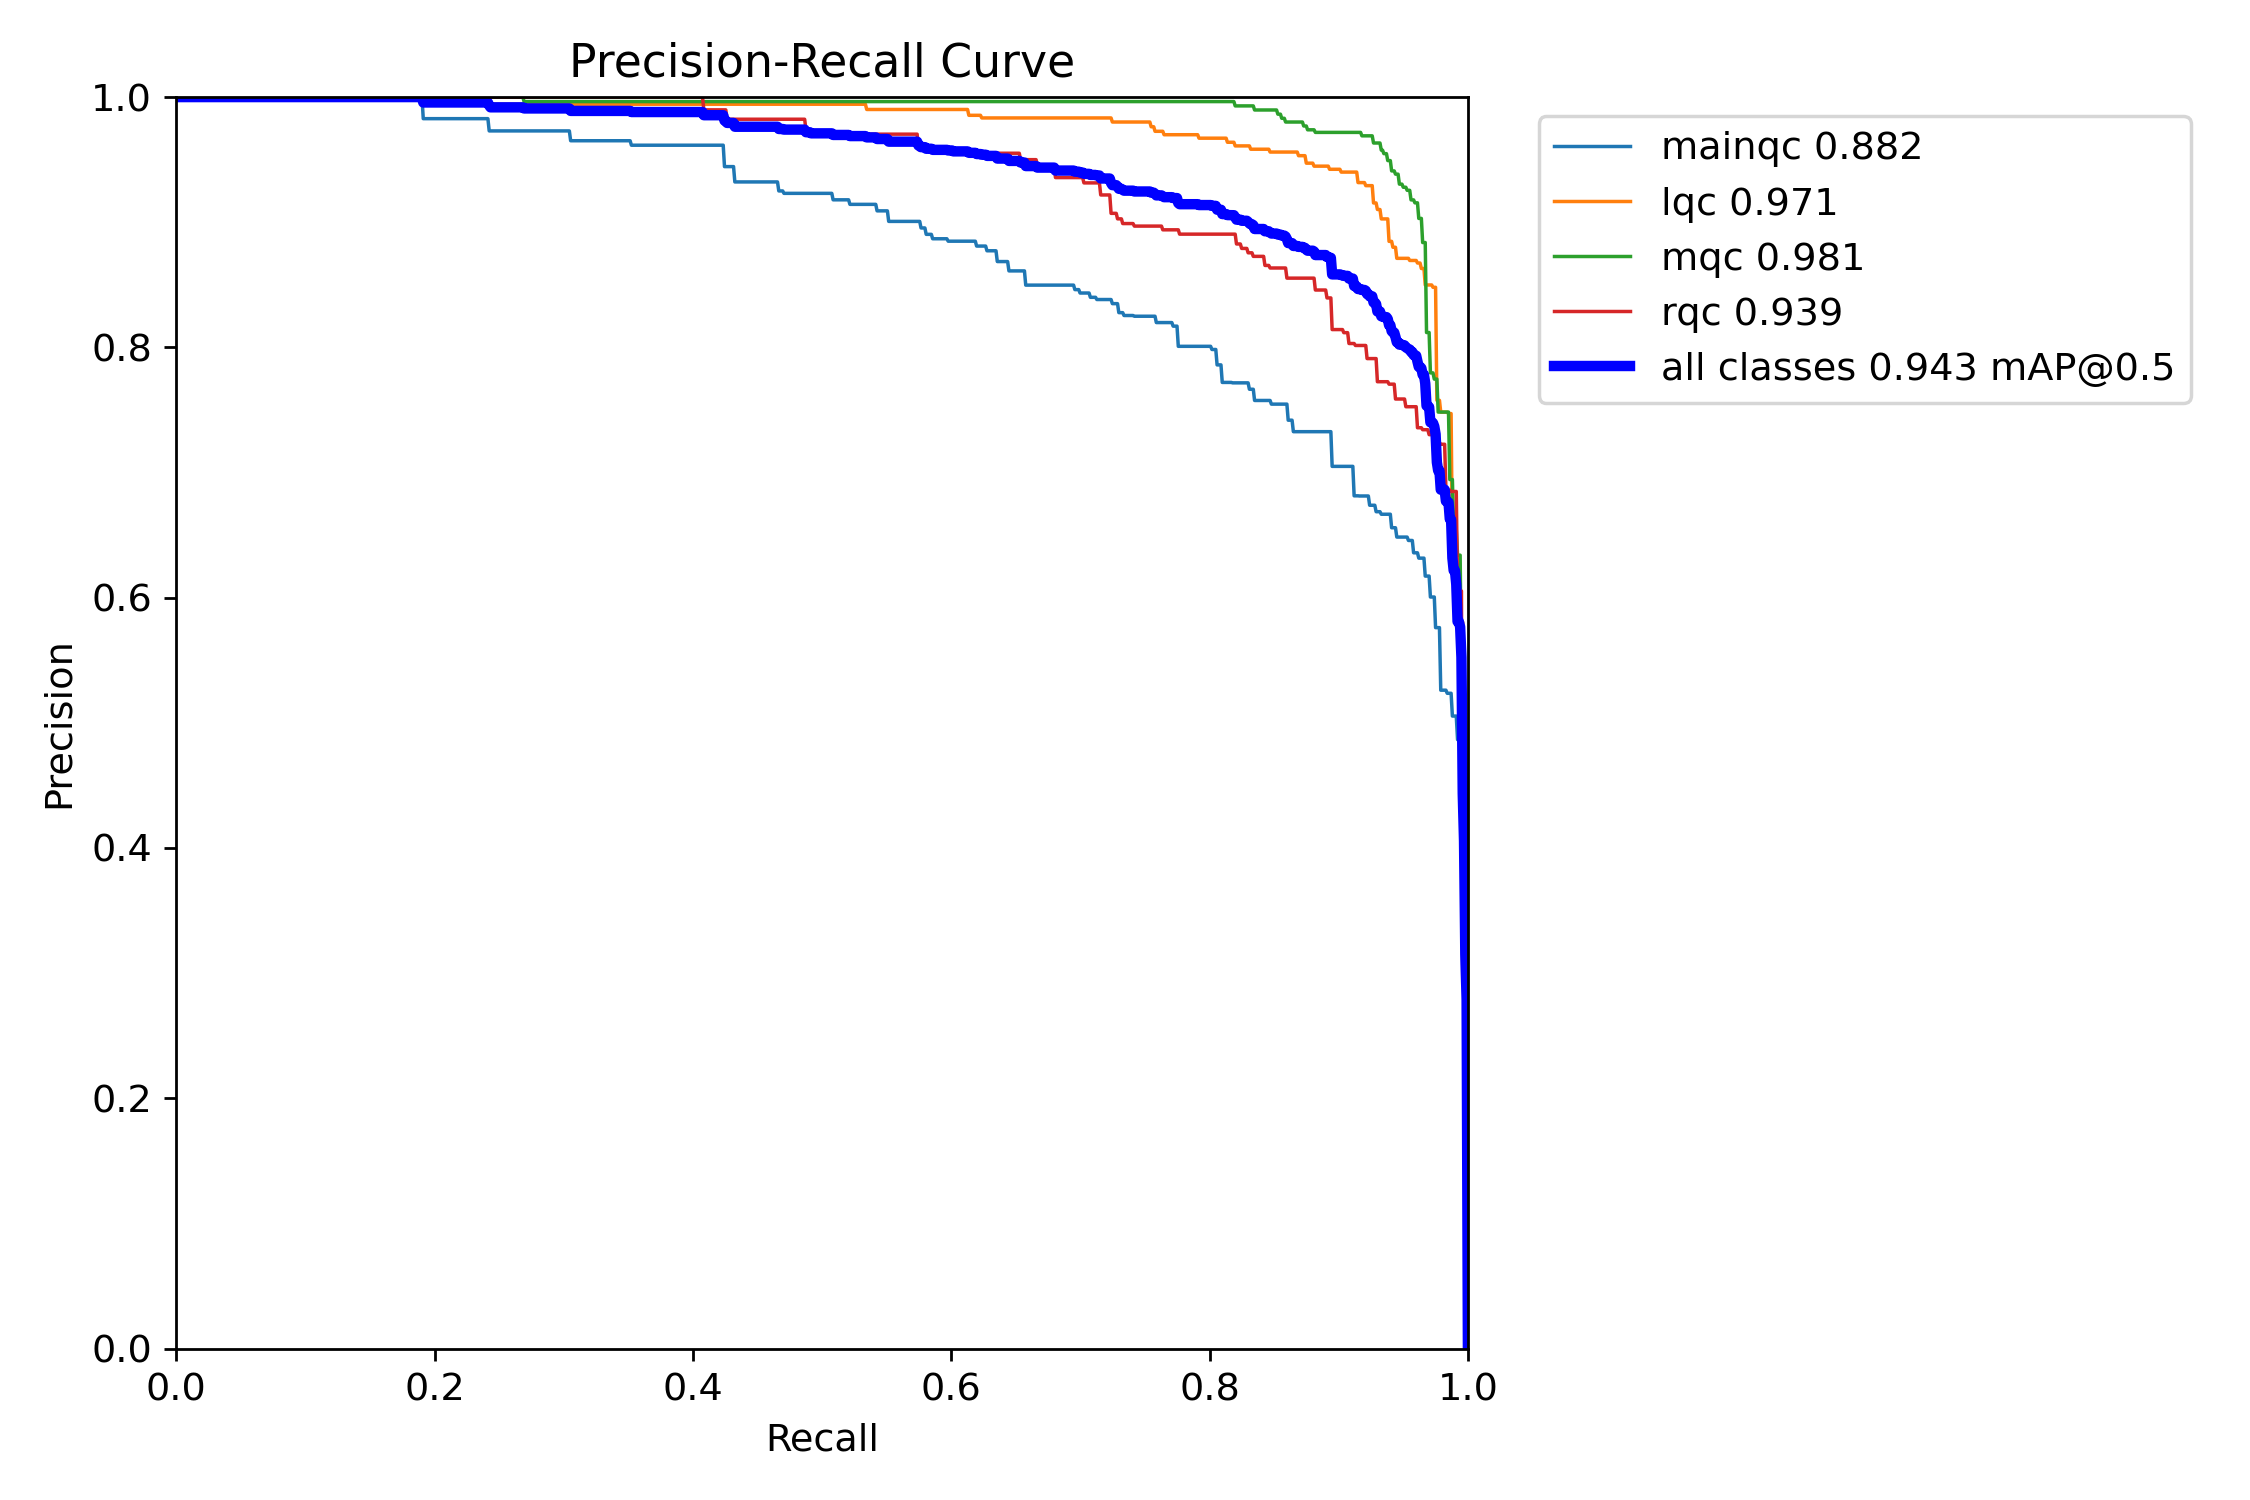 Precision-Recall Curve
1.0
0.8
0.6
0.4
0.2
0.0
Precision
0.0 0.2 0.4 0.6 0.8 1.0
Recall
mainqc 0.882
lqc 0.971
mqc 0.981
rqc 0.939
all classes 0.943 mAP@0.5